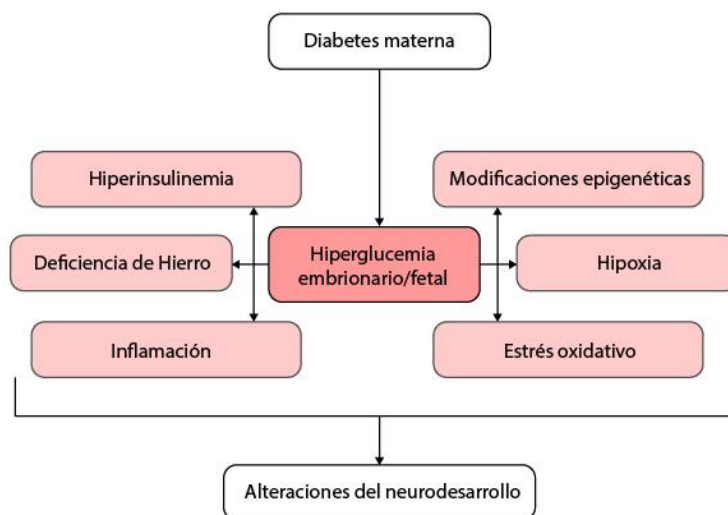 Diabetes materna
Hiperinsulinemia
Modificaciones epigenéticas
Deficiencia de Hierro
Hiperglucemia
embrionario/fetal
Hipoxia
Inflamación
Estrés oxidativo
Alteraciones del neurodesarrollo